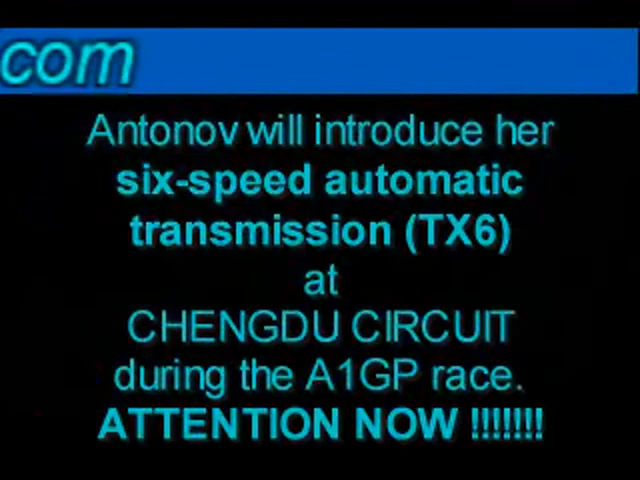 com
Antonov will introduce her
six-speed automatic
transmission (TX6)
at
CHENGDU CIRCUIT
during the A1GP race.
ATTENTION NOW !!!!!!!